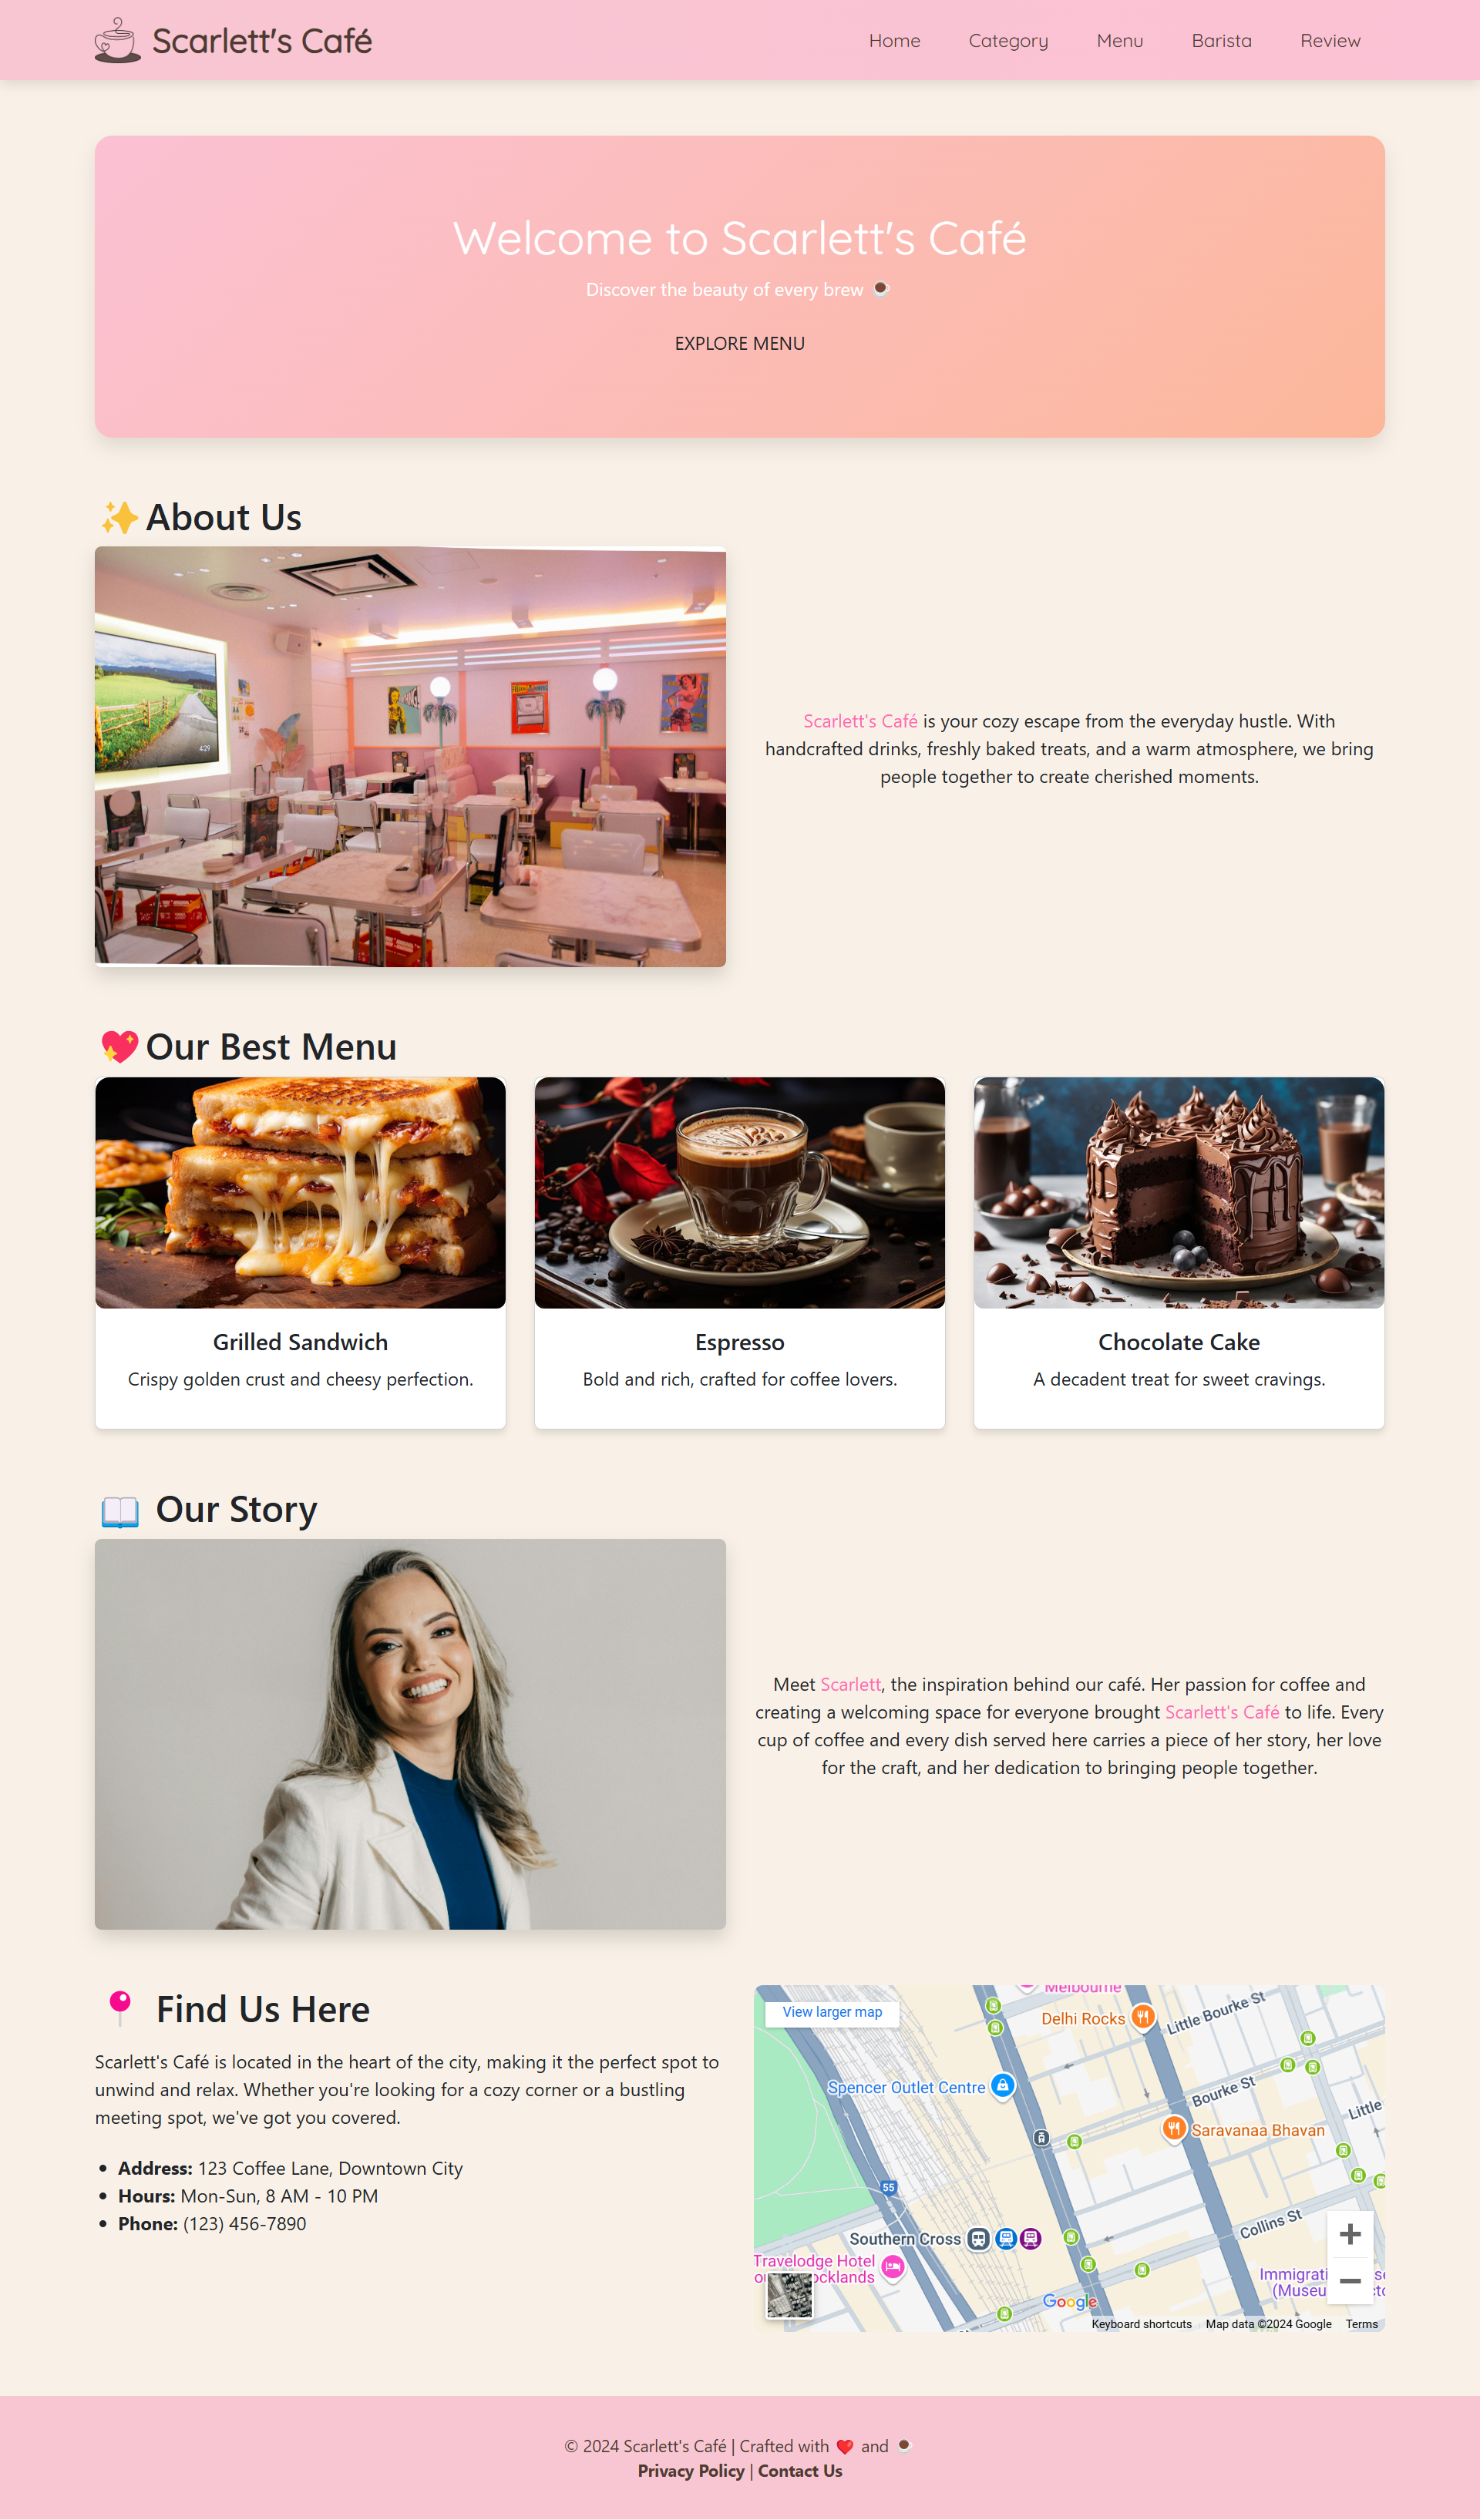 Scarlett's Café
Home Category Menu Barista Review
Welcome to Scarlett's Café
Discover the beauty of every brew ☕
EXPLORE MENU
✨About Us
429
Scarlett's Café is your cozy escape from the everyday hustle. With
handcrafted drinks, freshly baked treats, and a warm atmosphere, we bring
people together to create cherished moments.
💖Our Best Menu
Grilled Sandwich
Crispy golden crust and cheesy perfection.
Espresso
Bold and rich, crafted for coffee lovers.
Chocolate Cake
A decadent treat for sweet cravings.
📖 Our Story
Meet Scarlett, the inspiration behind our café. Her passion for coffee and
creating a welcoming space for everyone brought Scarlett's Café to life. Every
cup of coffee and every dish served here carries a piece of her story, her love
for the craft, and her dedication to bringing people together.
📍 Find Us Here
Scarlett's Café is located in the heart of the city, making it the perfect spot to
unwind and relax. Whether you're looking for a cozy corner or a bustling
meeting spot, we've got you covered.
• Address: 123 Coffee Lane, Downtown City
• Hours: Mon-Sun, 8 AM - 10 PM
• Phone: (123) 456-7890
Melbourne
View larger map
Delhi Rocks
Little Bourke St
Spencer Outlet Centre
Bourke St
Little
Saravanaa Bhavan
55
Collins St
Southern Cross
Travelodge Hotel
Google
Keyboard shortcuts Map data ©2024 Google Terms
© 2024 Scarlett's Café | Crafted with ❤️ and ☕
Privacy Policy | Contact Us